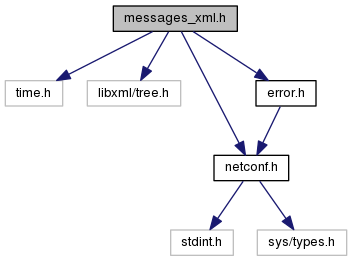 messages_xml.h
time.h
libxml/tree.h
error.h
netconf.h
stdint.h
sys/types.h